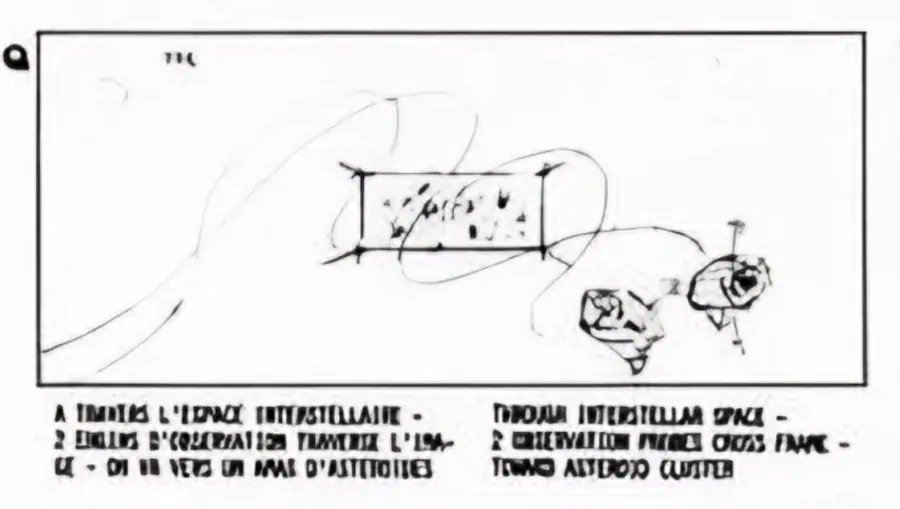 A TRAVERS L'ESPACE INTERSTELLAIRE -
2 D'OBSERVATION TRAVERSE L'IMA-
GE - ON VA VERS UN AMAS D'ASTEROIDES
THROUGH INTERSTELLAR SPACE -
2 OBSERVATION PROBES CROSS FRAME -
TOWARD ASTEROID CLUSTER